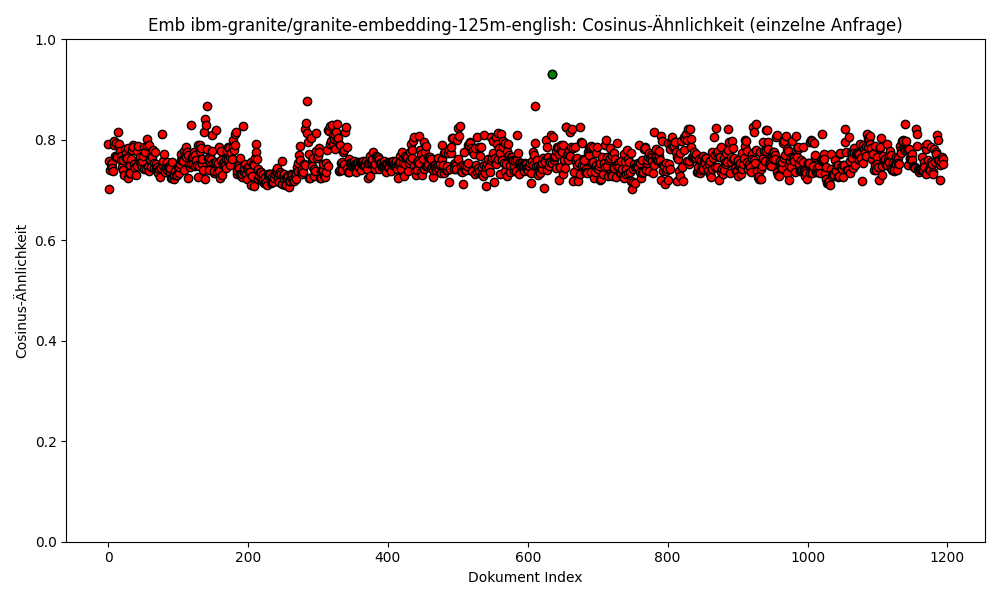 Emb ibm-granite/granite-embedding-125m-english: Cosinus-Ähnlichkeit (einzelne Anfrage)
1.0
0.8
0.6
0.4
0.2
0.0
Cosinus-Ähnlichkeit
0 200 400 600 800 1000 1200
Dokument Index